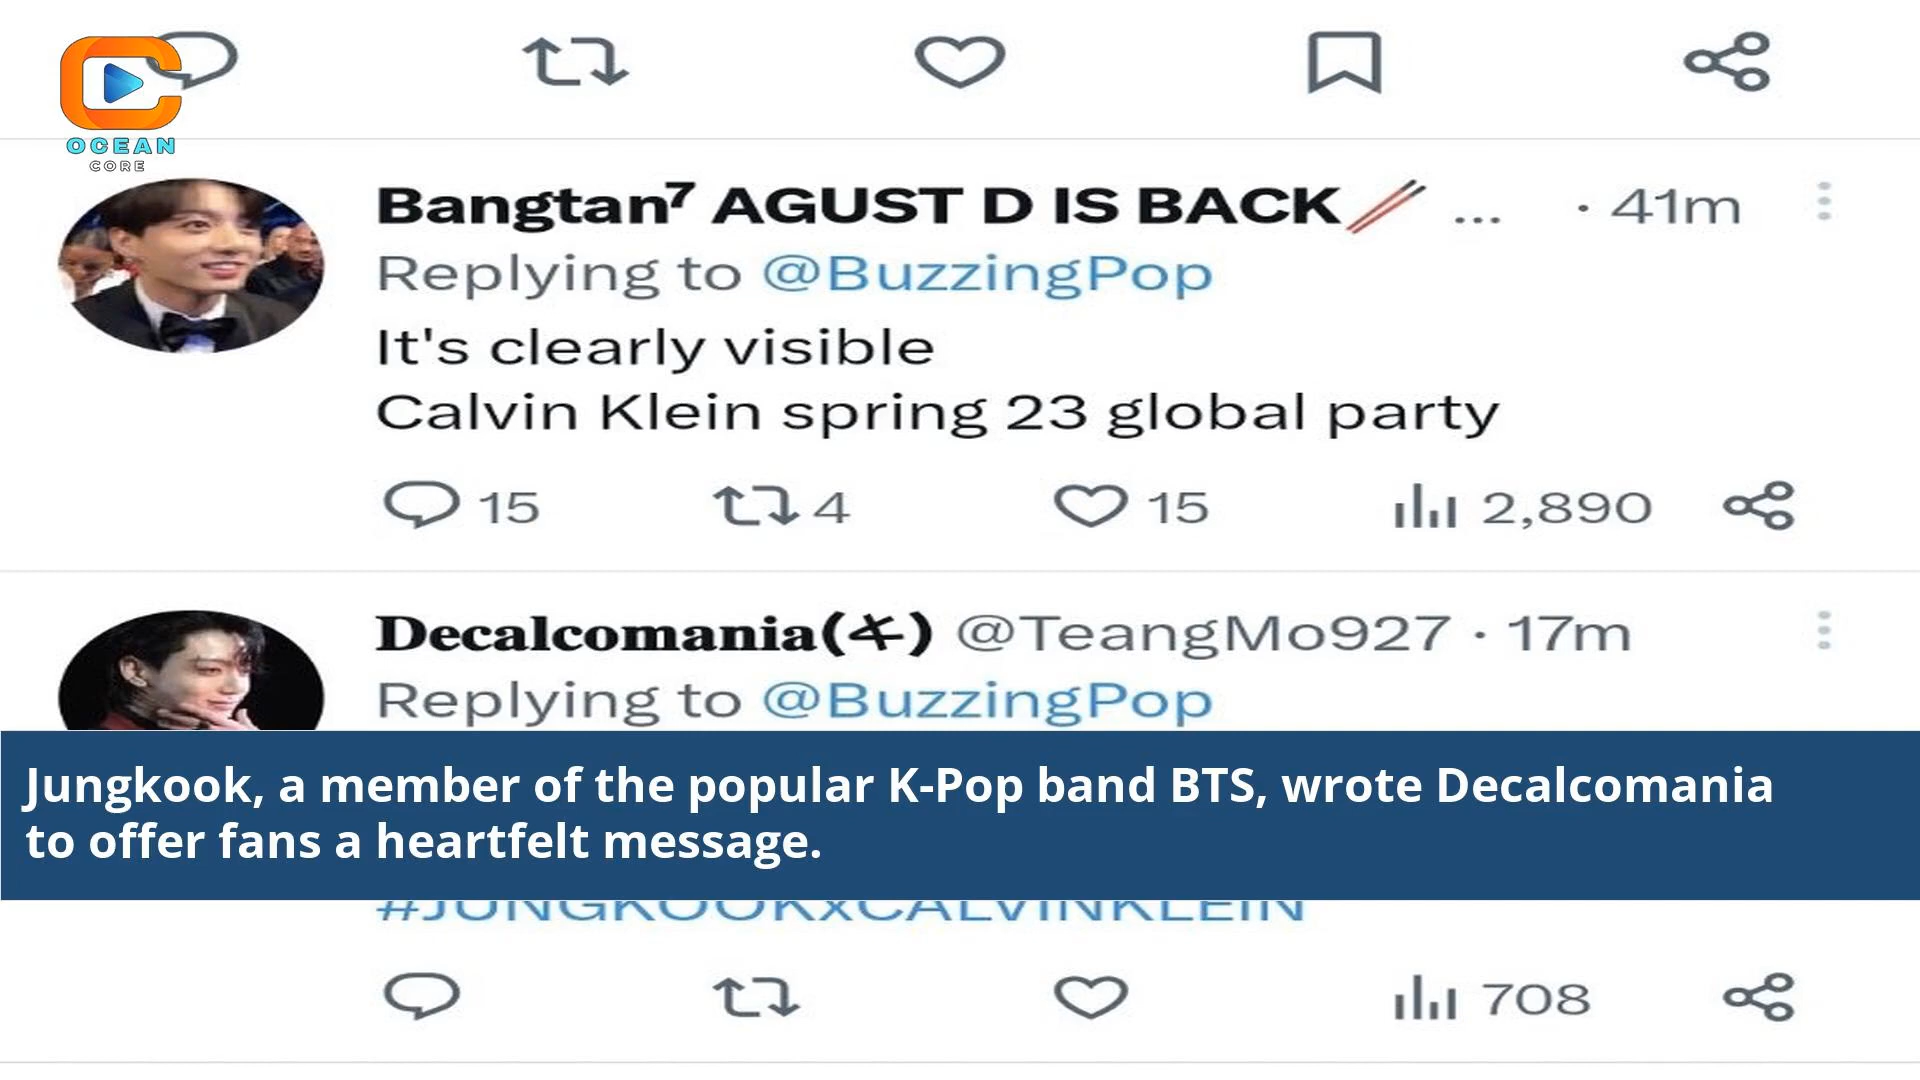 OCEAN
CORE
Bangtan⁷ AGUST D IS BACK🥢 ... · 41m
Replying to @BuzzingPop
It's clearly visible
Calvin Klein spring 23 global party
15 4 15 2,890
Decalcomania(キ) @TeangMo927 · 17m
Replying to @BuzzingPop
Jungkook, a member of the popular K-Pop band BTS, wrote Decalcomania
to offer fans a heartfelt message.
#JUNGKOOKxCALVINKLEIN
708